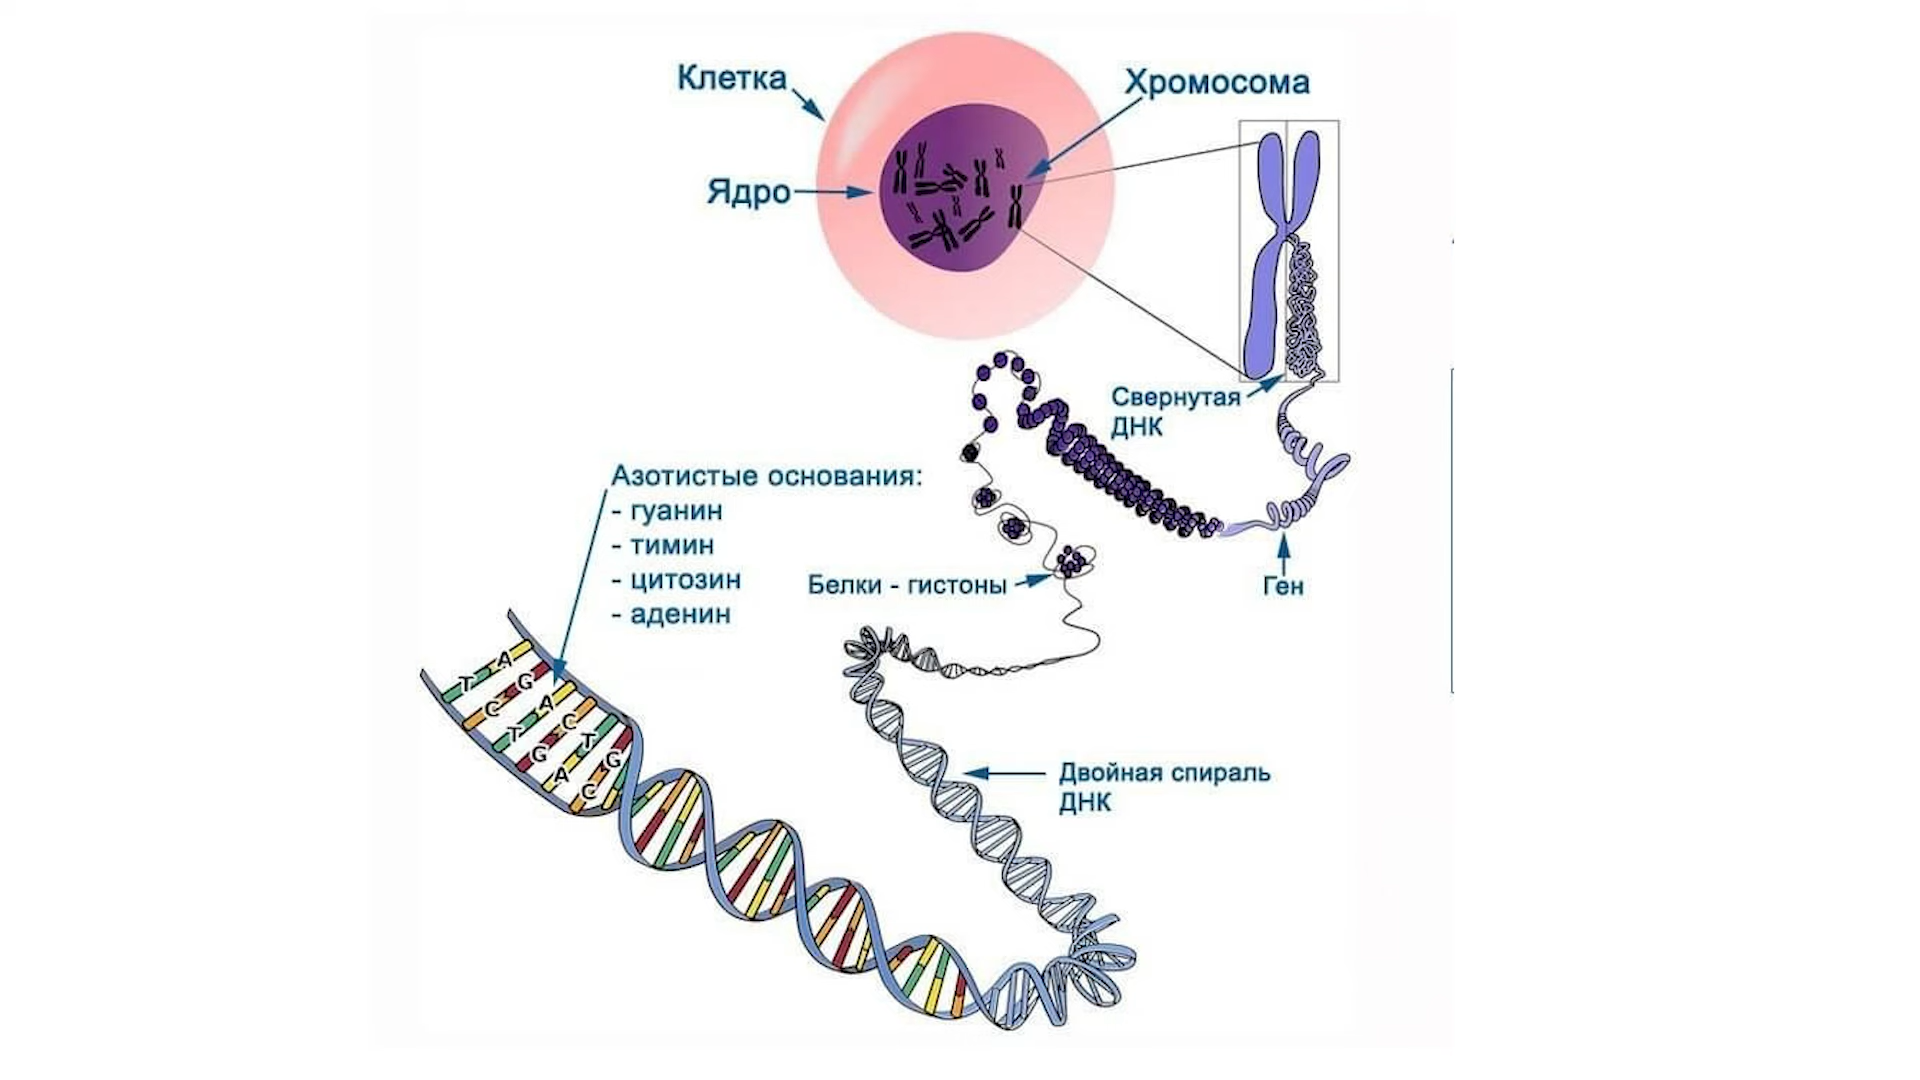 Клетка
Хромосома
Ядро
Свернутая
ДНК
Азотистые основания:
- гуанин
- тимин
- цитозин
- аденин
Белки - гистоны
Ген
A
T
G
C
A
C
T
T
G
G
A
C
Двойная спираль
ДНК